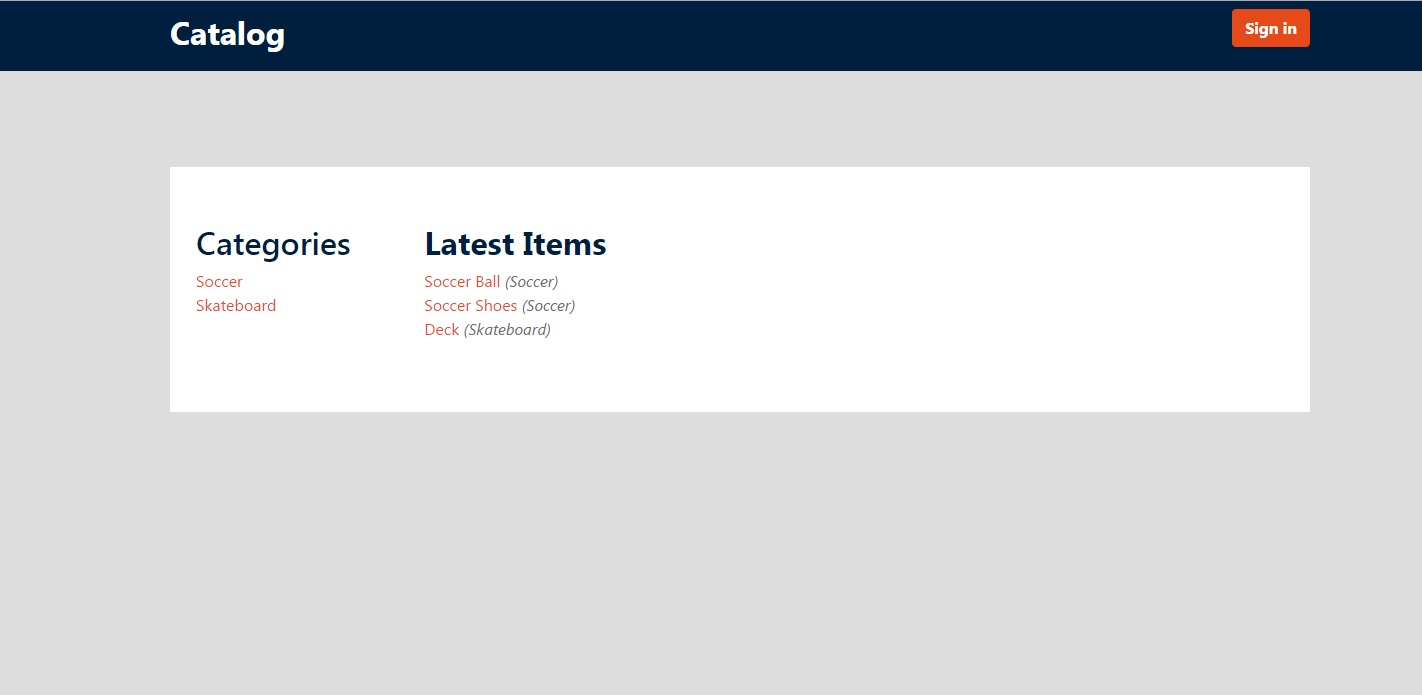 Catalog
Sign in
Categories
Soccer
Skateboard
Latest Items
Soccer Ball (Soccer)
Soccer Shoes (Soccer)
Deck (Skateboard)